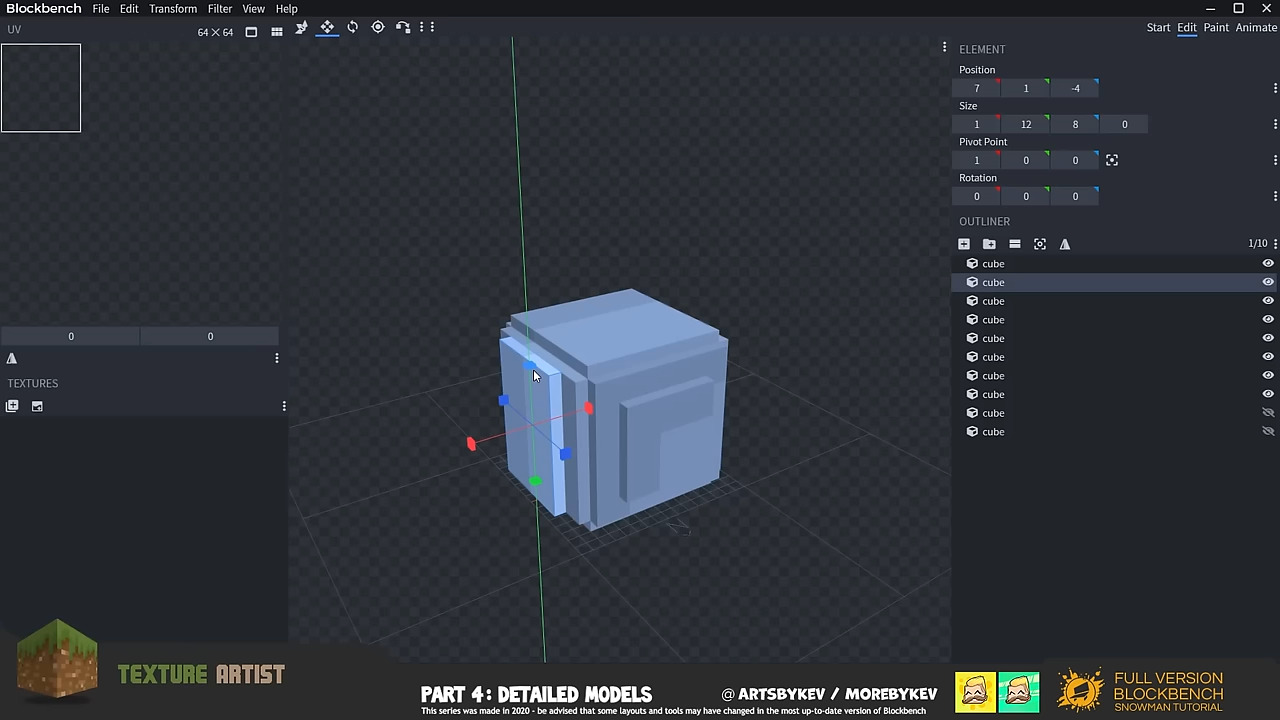 Blockbench File Edit Transform Filter View Help
UV 64 × 64 Start Edit Paint Animate
ELEMENT
Position
7 1 -4
Size
1 12 8 0
Pivot Point
1 0 0
Rotation
0 0 0
OUTLINER
1/10
cube
cube
cube
cube
cube
cube
cube
cube
cube
cube
0 0
TEXTURES
TEXTURE ARTIST
PART 4: DETAILED MODELS
This series was made in 2020 - be advised that some layouts and tools may have changed in the most up-to-date version of Blockbench
@ARTSBYKEV / MOREBYKEV
FULL VERSION
BLOCKBENCH
SNOWMAN TUTORIAL